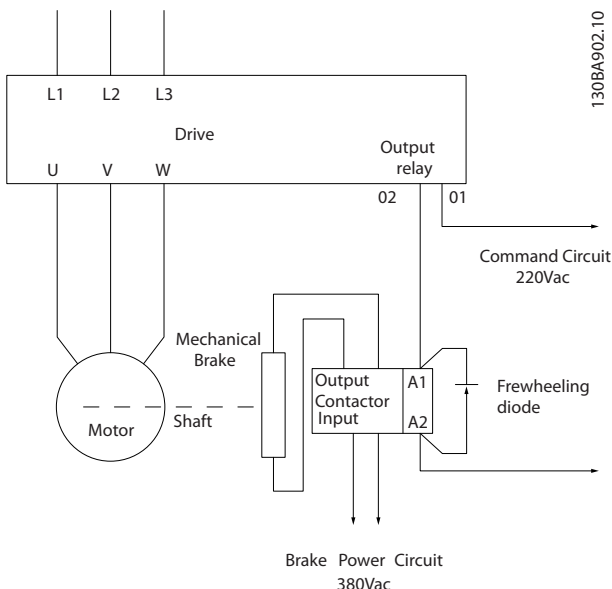 130BA902.10
L1 L2 L3
Drive
U V W
Output
relay
02 01
Command Circuit
220Vac
Mechanical
Brake
Output
Contactor
Input
A1
A2
Frewheeling
diode
Motor
Shaft
Brake Power Circuit
380Vac